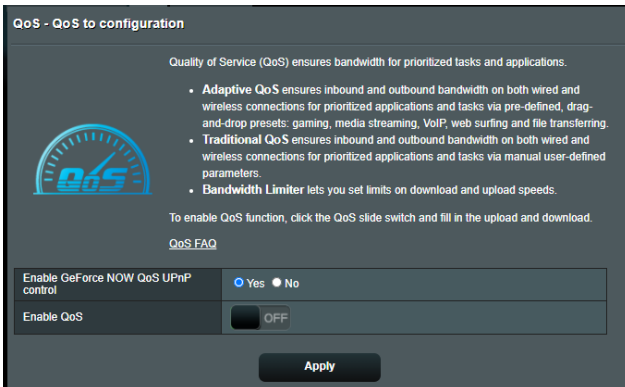 QoS - QoS to configuration
Quality of Service (QoS) ensures bandwidth for prioritized tasks and applications.
• Adaptive QoS ensures inbound and outbound bandwidth on both wired and
wireless connections for prioritized applications and tasks via pre-defined, drag-
and-drop presets: gaming, media streaming, VoIP, web surfing and file transferring.
• Traditional QoS ensures inbound and outbound bandwidth on both wired and
wireless connections for prioritized applications and tasks via manual user-defined
parameters.
• Bandwidth Limiter lets you set limits on download and upload speeds.
QoS
To enable QoS function, click the QoS slide switch and fill in the upload and download.
QoS FAQ
Enable GeForce NOW QoS UPnP
control
Yes No
Enable QoS
OFF
Apply